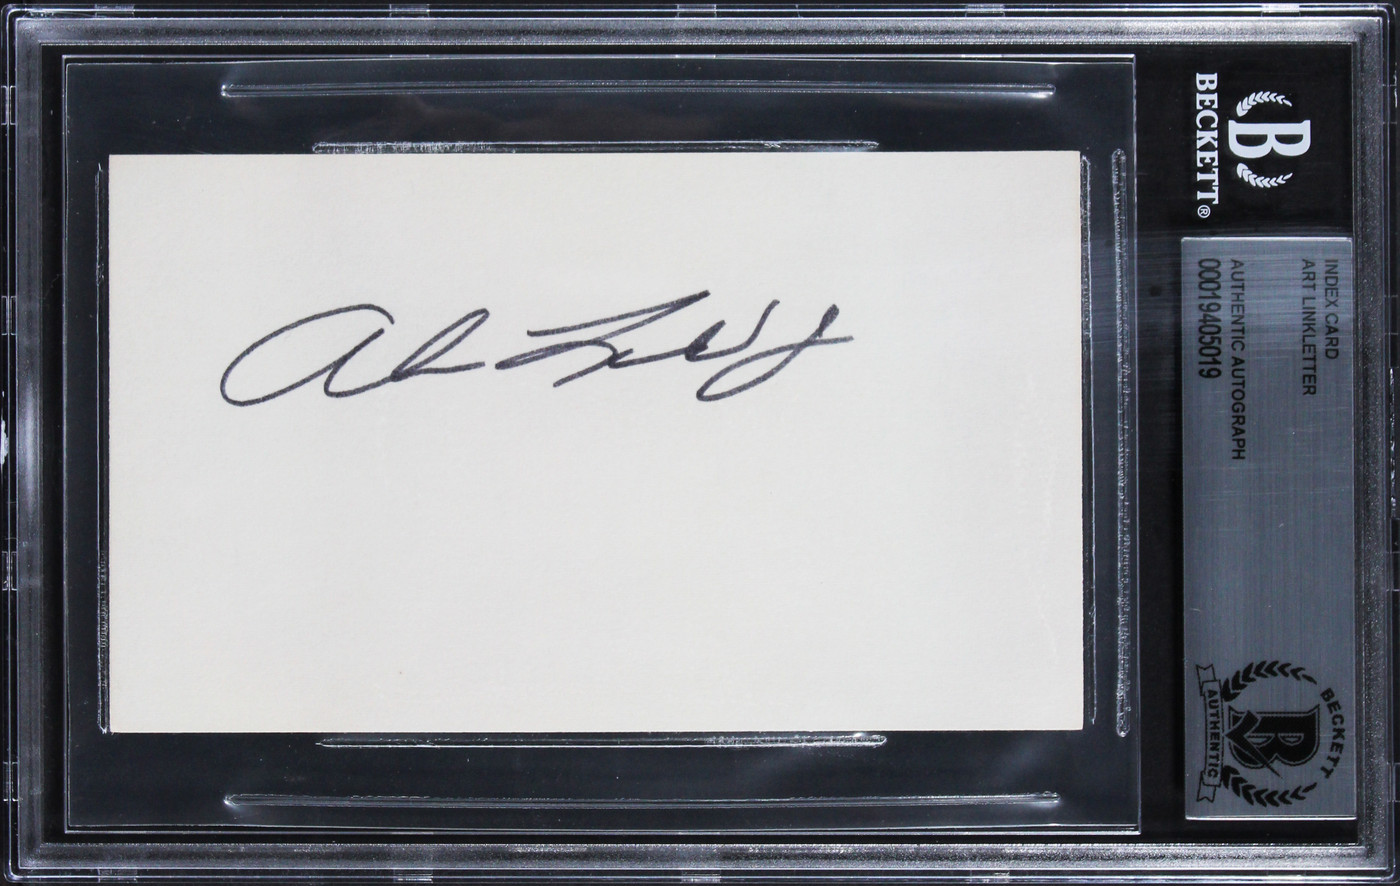 BECKETT®
INDEX CARD
ART LINKLETTER
AUTHENTIC AUTOGRAPH
00019405019
BECKETT
AUTHENTIC